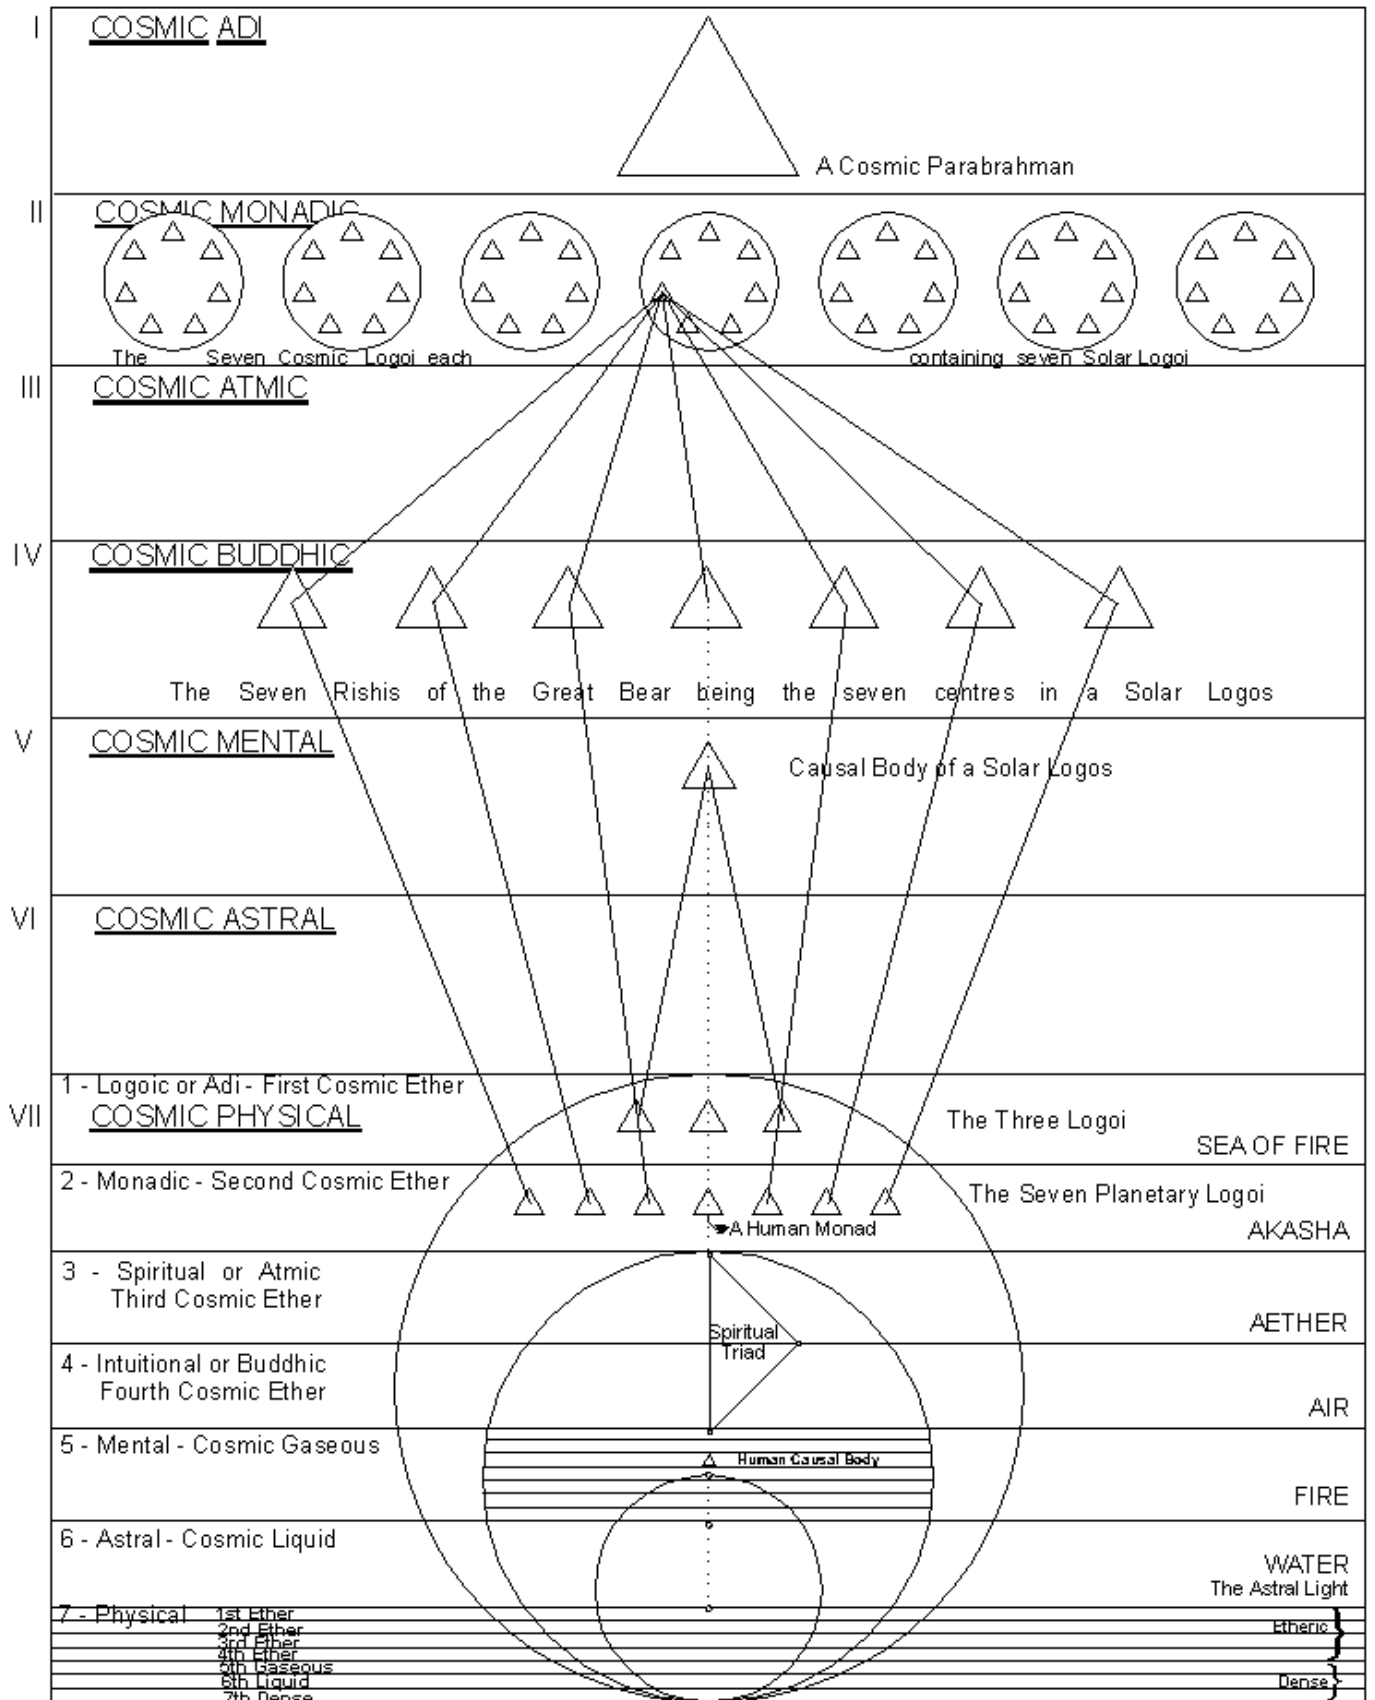 I COSMIC ADI
A Cosmic Parabrahman
II COSMIC MONADIC
The Seven Cosmic Logoi each containing seven Solar Logoi
III COSMIC ATMIC
IV COSMIC BUDDHIC
The Seven Rishis of the Great Bear being the seven centres in a Solar Logos
V COSMIC MENTAL
Causal Body of a Solar Logos
VI COSMIC ASTRAL
1 - Logoic or Adi - First Cosmic Ether
VII COSMIC PHYSICAL
The Three Logoi
SEA OF FIRE
2 - Monadic - Second Cosmic Ether
The Seven Planetary Logoi
A Human Monad
AKASHA
3 - Spiritual or Atmic
Third Cosmic Ether
AETHER
Spiritual
Triad
4 - Intuitional or Buddhic
Fourth Cosmic Ether
AIR
5 - Mental - Cosmic Gaseous
Human Causal Body
FIRE
6 - Astral - Cosmic Liquid
WATER
The Astral Light
7 - Physical 1st Ether
2nd Ether
Etheric
3rd Ether
4th Ether
5th Gaseous
6th Liquid
Dense
7th Dense